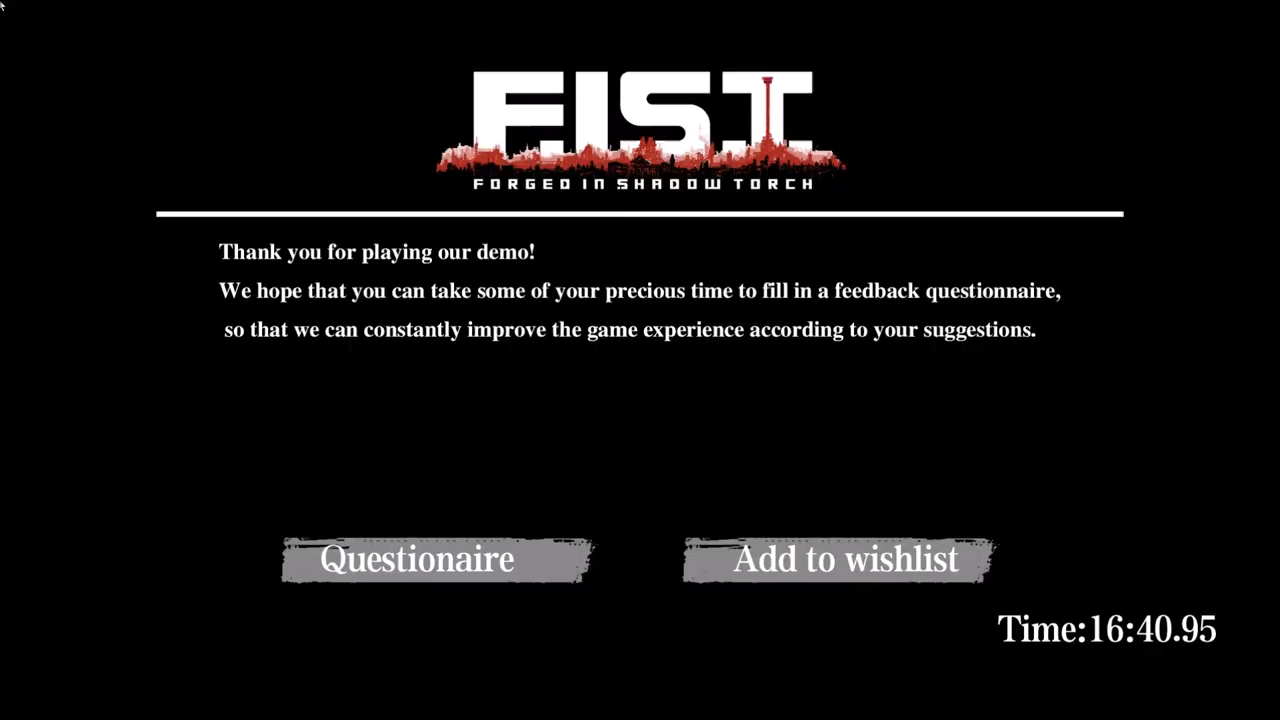 FIST
FORGED IN SHADOW TORCH
Thank you for playing our demo!
We hope that you can take some of your precious time to fill in a feedback questionnaire,
so that we can constantly improve the game experience according to your suggestions.
Questionaire
Add to wishlist
Time:16:40.95